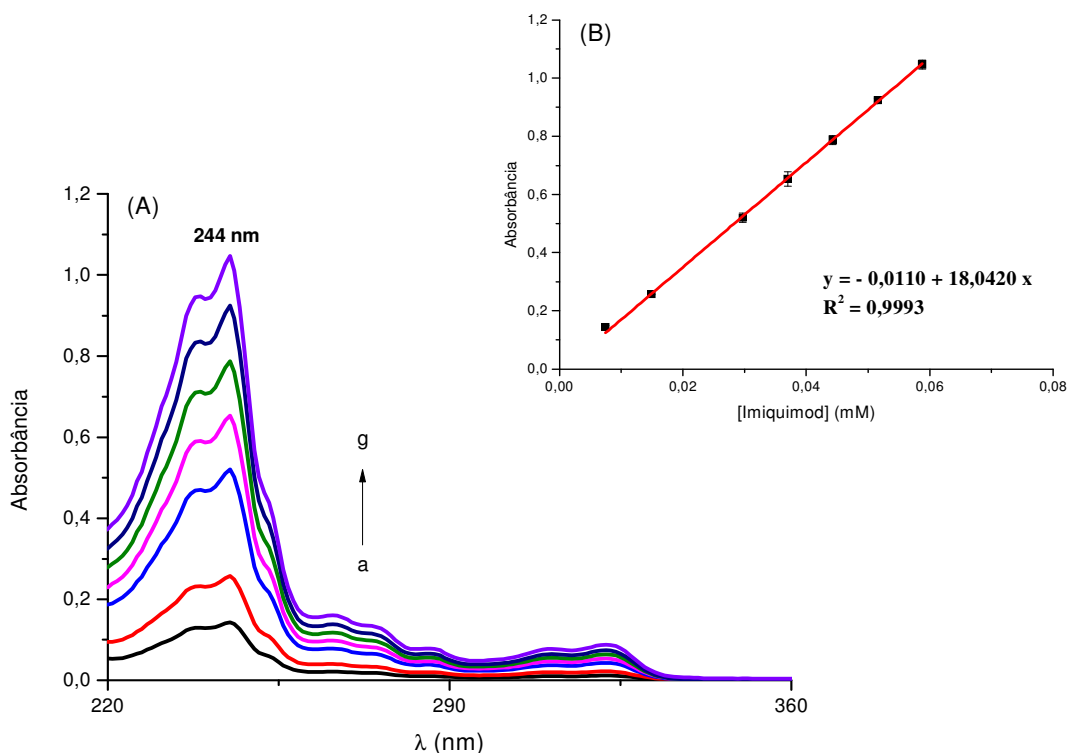 (A)
244 nm
1,2
1,0
0,8
0,6
0,4
0,2
0,0
Absorbância
220
290
360
λ (nm)
g
a
(B)
1,2
1,0
0,8
0,6
0,4
0,2
0,0
Absorbância
y = - 0,0110 + 18,0420 x
R² = 0,9993
0,00
0,02
0,04
0,06
0,08
[Imiquimod] (mM)